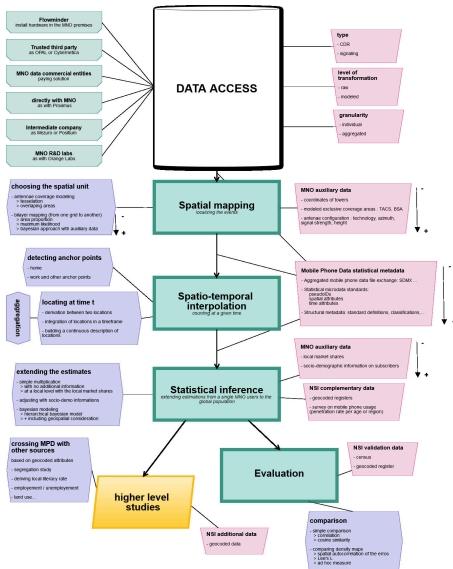 Flowminder
install hardware in the MNO premises
Trusted third party
as OPAL or Cybernetica
MNO data commercial entities
paying solution
directly with MNO
as with Proximus
Intermediate company
as Mezuro or Positium
MNO R&D labs
as with Orange Labs
DATA ACCESS
type
- CDR
- signaling
level of
transformation
- raw
- modeled
granularity
- individual
- aggregated
choosing the spatial unit
- antennae coverage modeling
> tesselation
> overlaping areas
- bilayer mapping (from one grid to another)
> area proportion
> maximum likelihood
> bayesian approach with auxiliary data
-
+
Spatial mapping
localizing the events
MNO auxiliary data
- coordinates of towers
- modeled exclusive coverage areas : TACS, BSA
- antenae configuration : technology, azimuth,
signal strength, height
-
+
detecting anchor points
- home
- work and other anchor points
aggregation
locating at time t
- derivation between two locations
- integration of locations in a timeframe
- building a continuous description of
locations
Spatio-temporal
interpolation
counting at a given time
Mobile Phone Data statistical metadata
- Aggregated mobile phone data file exchange: SDMX ...
- Statistical microdata standards:
pseudoIDs
spatial attributes
time attributes
- Structural metadata: standard definitions, classifications,...
-
+
extending the estimates
- simple multiplication
> with no additional information
> at a local level with the local market shares
- adjusting with socio-demo informations
- bayesian modeling
> hierarchical bayesian model
> + including geospatial consideration
Statistical inference
extending estimations from a single MNO users to the
global population
MNO auxiliary data
- local market shares
- socio-demographic information on subscribers
-
+
NSI complementary data
- geocoded registers
- survey on mobile phone usage
(penetration rate per age or region)
crossing MPD with
other sources
based on geocoded attributes
- segregation study
- deriving local literacy rate
- employement / unemployement
- land use...
higher level
studies
Evaluation
NSI validation data
- census
- geocoded register
NSI additional data
- geocoded data
comparison
- simple comparison
> correlation
> cosine similarity
- comparing density maps
> spatial autocorrelation of the erros
> ad hoc measure